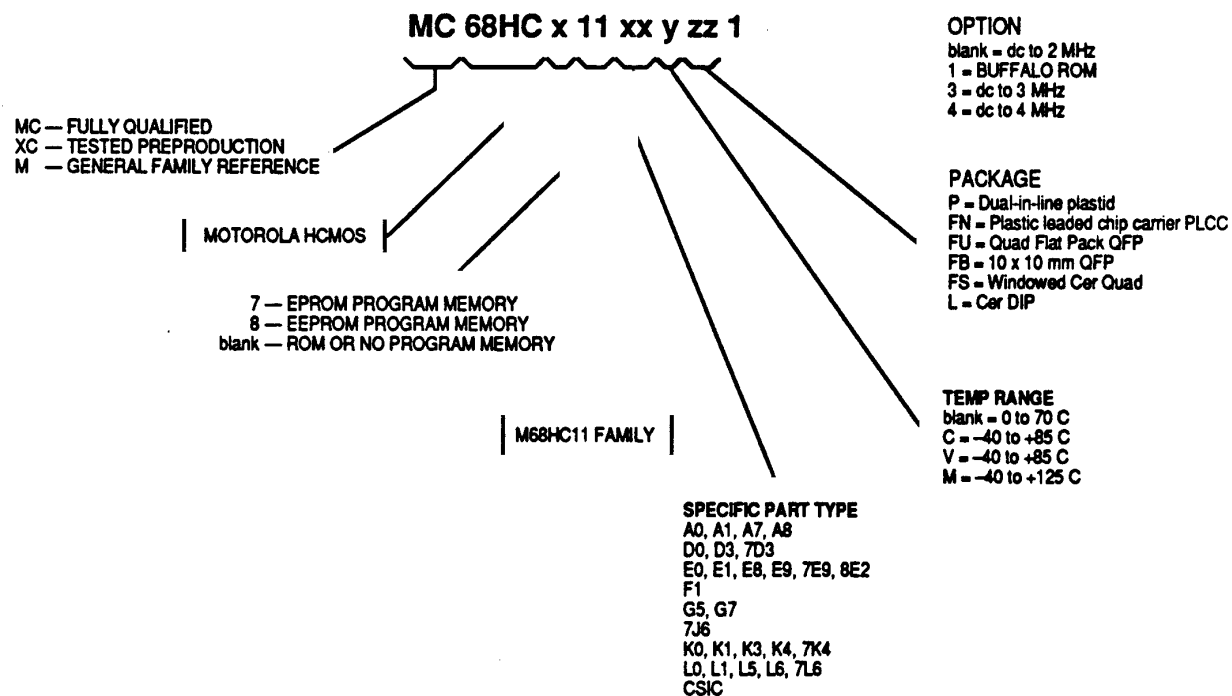 MC 68HC x 11 xx y zz 1
OPTION
blank = dc to 2 MHz
1 = BUFFALO ROM
3 = dc to 3 MHz
4 = dc to 4 MHz
MC — FULLY QUALIFIED
XC — TESTED PREPRODUCTION
M — GENERAL FAMILY REFERENCE
PACKAGE
P = Dual-in-line plastid
FN = Plastic leaded chip carrier PLCC
FU = Quad Flat Pack QFP
FB = 10 x 10 mm QFP
FS = Windowed Cer Quad
L = Cer DIP
MOTOROLA HCMOS
7 — EPROM PROGRAM MEMORY
8 — EEPROM PROGRAM MEMORY
blank — ROM OR NO PROGRAM MEMORY
TEMP RANGE
blank = 0 to 70 C
C = –40 to +85 C
V = –40 to +85 C
M = –40 to +125 C
M68HC11 FAMILY
SPECIFIC PART TYPE
A0, A1, A7, A8
D0, D3, 7D3
E0, E1, E8, E9, 7E9, 8E2
F1
G5, G7
7J6
K0, K1, K3, K4, 7K4
L0, L1, L5, L6, 7L6
CSIC